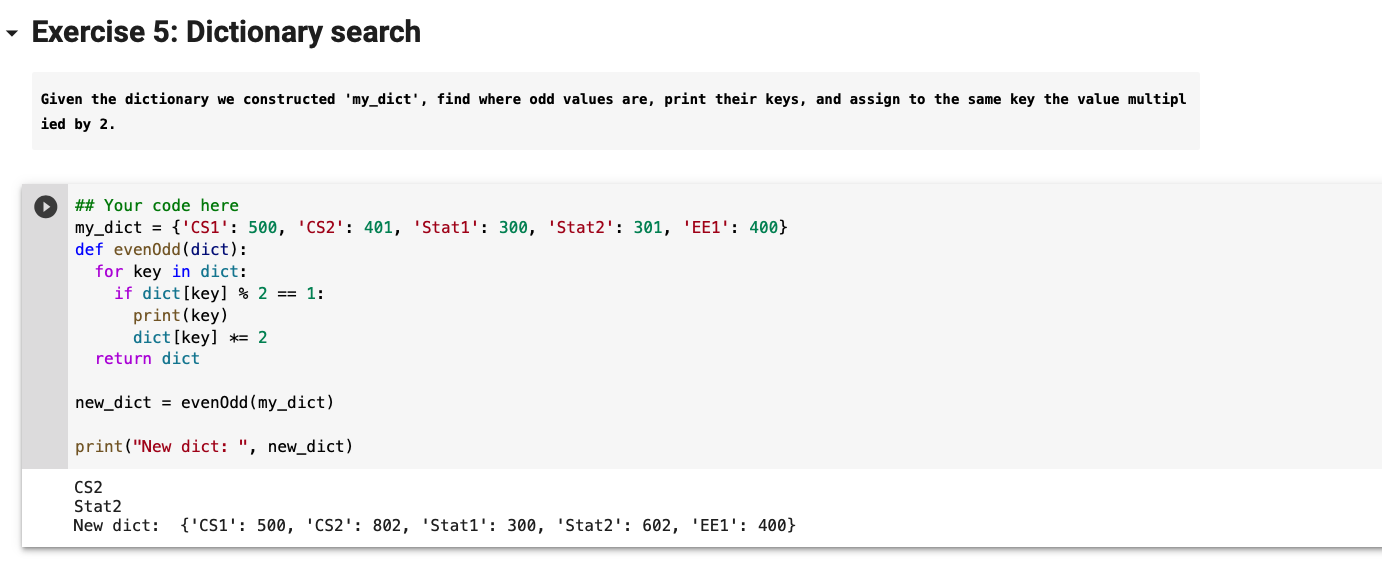 Exercise 5: Dictionary search
Given the dictionary we constructed 'my_dict', find where odd values are, print their keys, and assign to the same key the value multipl
ied by 2.
## Your code here
my_dict = {'CS1': 500, 'CS2': 401, 'Stat1': 300, 'Stat2': 301, 'EE1': 400}
def evenOdd(dict):
  for key in dict:
    if dict[key] % 2 == 1:
      print(key)
      dict[key] *= 2
  return dict
new_dict = evenOdd(my_dict)
print("New dict: ", new_dict)
CS2
Stat2
New dict:  {'CS1': 500, 'CS2': 802, 'Stat1': 300, 'Stat2': 602, 'EE1': 400}